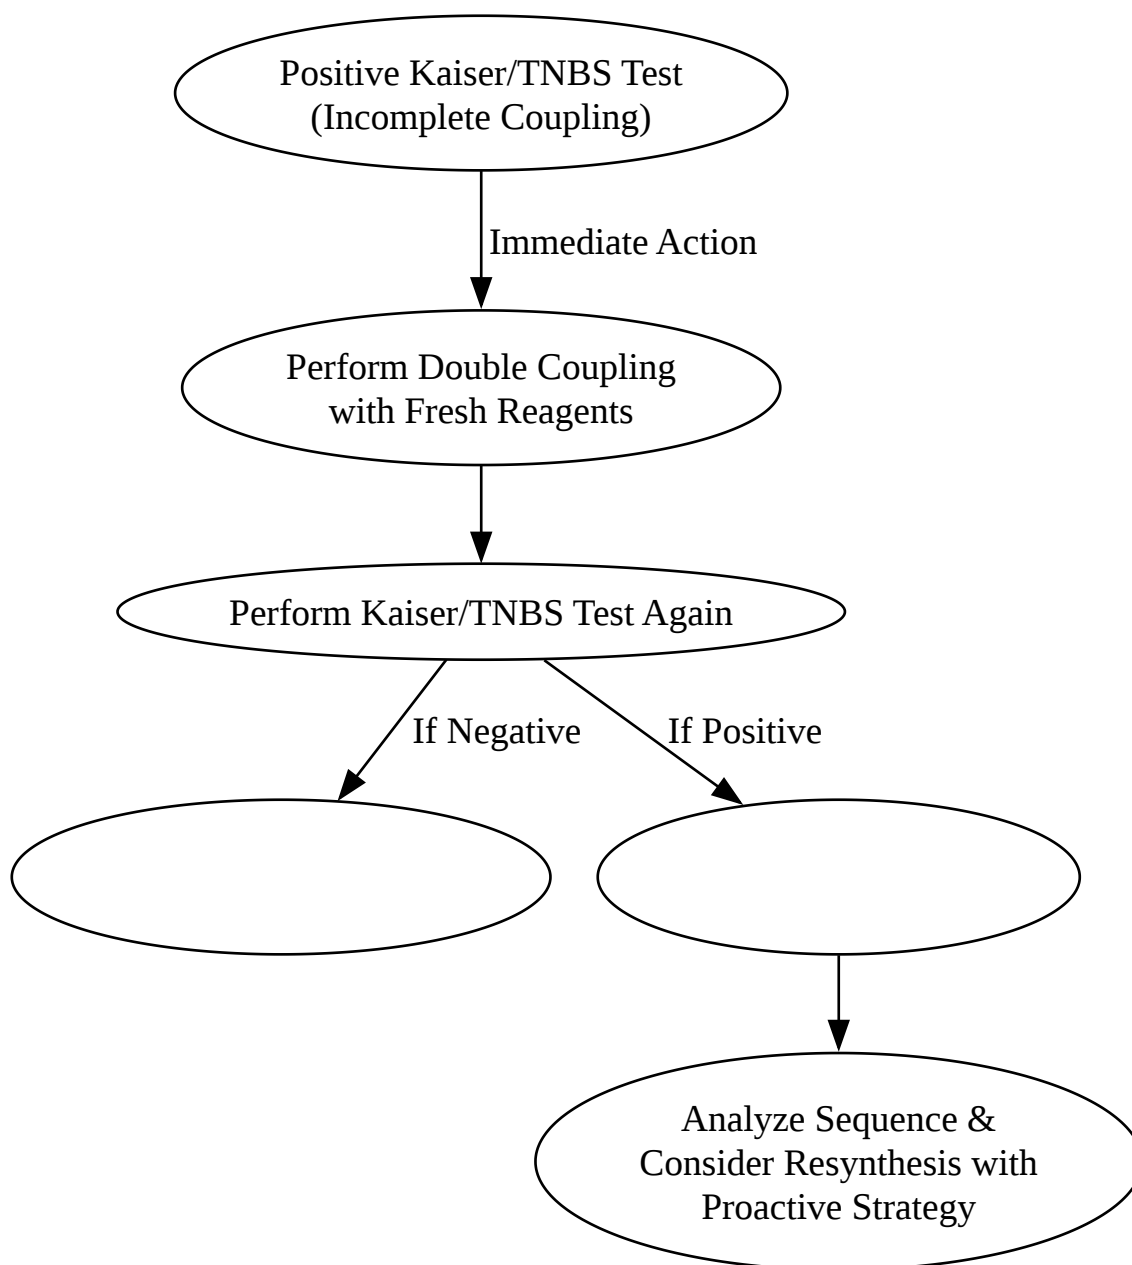 Positive Kaiser/TNBS Test
(Incomplete Coupling)
Immediate Action
Perform Double Coupling
with Fresh Reagents
Perform Kaiser/TNBS Test Again
If Negative
If Positive
Analyze Sequence &
Consider Resynthesis with
Proactive Strategy